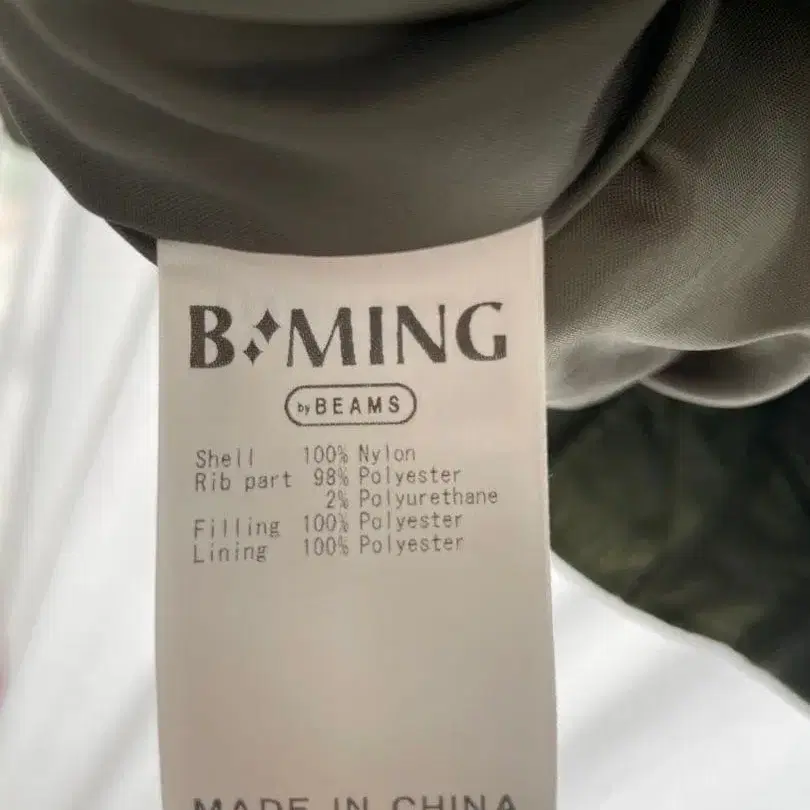 B MING
by BEAMS
Shell 100% Nylon
Rib part 98% Polyester
2% Polyurethane
Filling 100% Polyester
Lining 100% Polyester
MADE IN CHINA